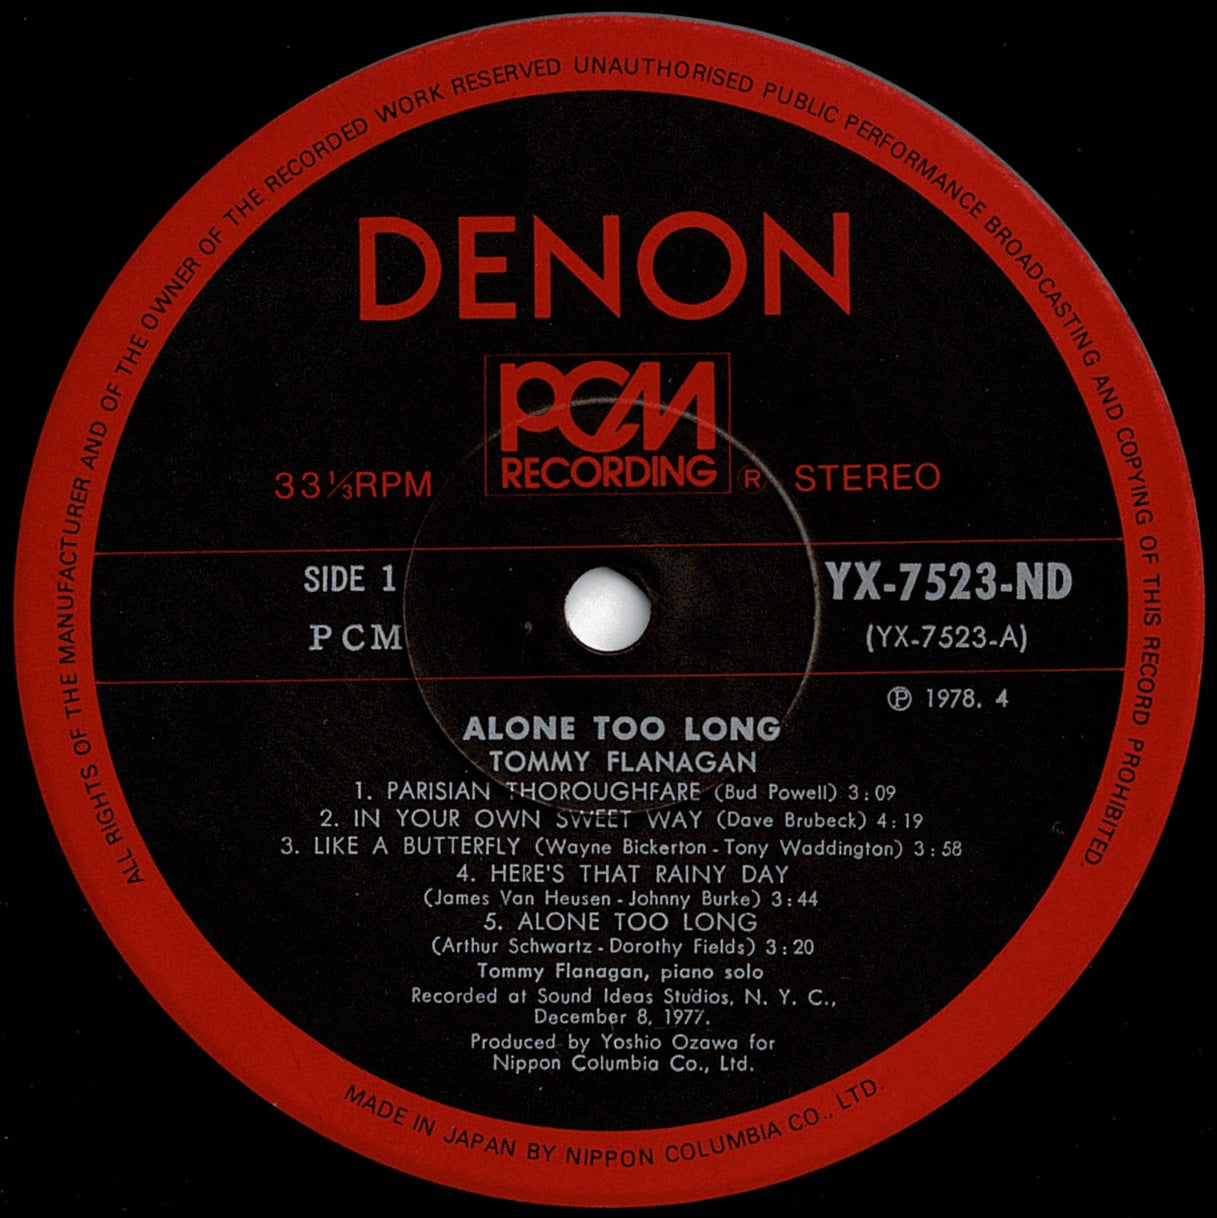 ALL RIGHTS OF THE MANUFACTURER AND OF THE OWNER OF THE RECORDED WORK RESERVED UNAUTHORISED PUBLIC PERFORMANCE BROADCASTING AND COPYING OF THIS RECORD PROHIBITED.
DENON
PCM
RECORDING
33⅓RPM ® STEREO
SIDE 1 YX-7523-ND
PCM (YX-7523-A)
℗ 1978. 4
ALONE TOO LONG
TOMMY FLANAGAN
1. PARISIAN THOROUGHFARE (Bud Powell) 3:09
2. IN YOUR OWN SWEET WAY (Dave Brubeck) 4:19
3. LIKE A BUTTERFLY (Wayne Bickerton - Tony Waddington) 3:58
4. HERE'S THAT RAINY DAY
(James Van Heusen - Johnny Burke) 3:44
5. ALONE TOO LONG
(Arthur Schwartz - Dorothy Fields) 3:20
Tommy Flanagan, piano solo
Recorded at Sound Ideas Studios, N. Y. C.,
December 8, 1977.
Produced by Yoshio Ozawa for
Nippon Columbia Co., Ltd.
MADE IN JAPAN BY NIPPON COLUMBIA CO., LTD.